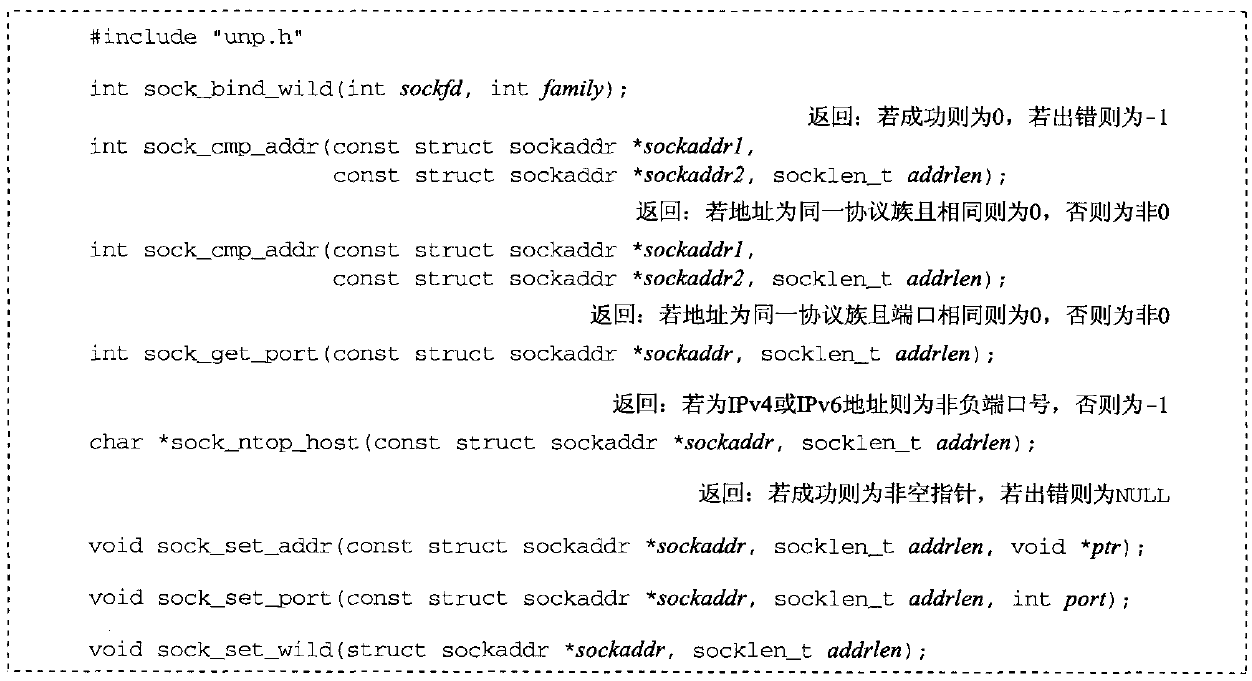 #include "unp.h"
int sock_bind_wild(int sockfd, int family);
返回：若成功则为0，若出错则为-1
int sock_cmp_addr(const struct sockaddr *sockaddr1,
const struct sockaddr *sockaddr2, socklen_t addrlen);
返回：若地址为同一协议族且相同则为0，否则为非0
int sock_cmp_addr(const struct sockaddr *sockaddr1,
const struct sockaddr *sockaddr2, socklen_t addrlen);
返回：若地址为同一协议族且端口相同则为0，否则为非0
int sock_get_port(const struct sockaddr *sockaddr, socklen_t addrlen);
返回：若为IPv4或IPv6地址则为非负端口号，否则为-1
char *sock_ntop_host(const struct sockaddr *sockaddr, socklen_t addrlen);
返回：若成功则为非空指针，若出错则为NULL
void sock_set_addr(const struct sockaddr *sockaddr, socklen_t addrlen, void *ptr);
void sock_set_port(const struct sockaddr *sockaddr, socklen_t addrlen, int port);
void sock_set_wild(struct sockaddr *sockaddr, socklen_t addrlen);